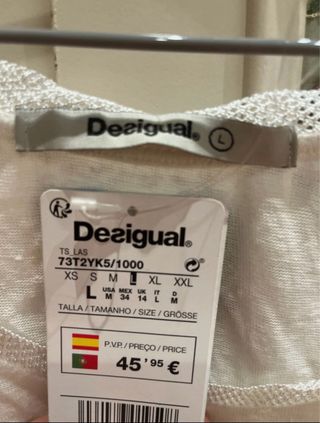 Desigual. L
Desigual.
TS_LAS
73T2YK5/1000
XS S M L XL XXL
L USA M MEX 34 UK 14 IT L D M
TALLA / TAMANHO / SIZE / GRÖSSE
P.V.P. / PREÇO / PRICE
45'95 €